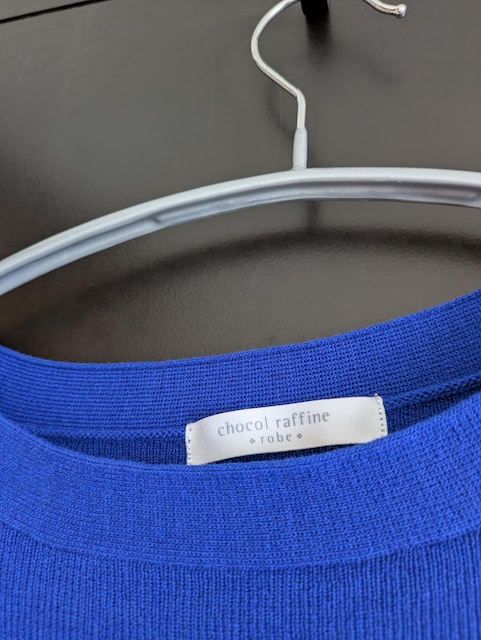 chocol raffine
❖ robe ❖